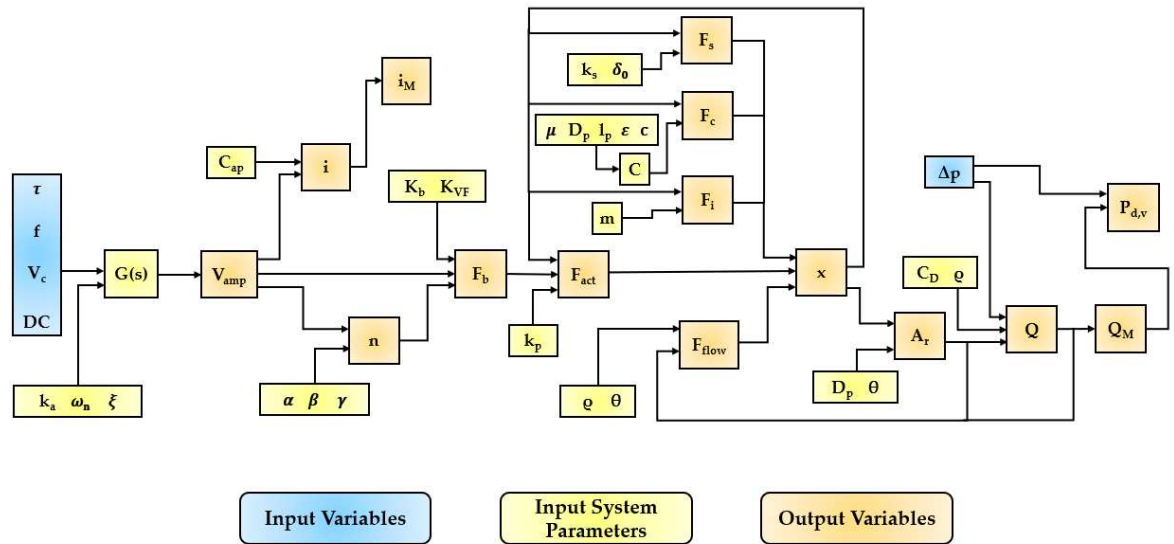 τ
f
V_c
DC
k_a ω_n ξ
G(s)
V_amp
C_ap
i
i_M
α β γ
n
K_b K_VF
F_b
k_s δ_0
F_s
μ D_p l_p ε c
C
F_c
m
F_i
F_act
k_p
ϱ θ
F_flow
x
D_p θ
A_r
Δp
C_D ϱ
Q
Q_M
P_d,v
Input Variables
Input System
Parameters
Output Variables